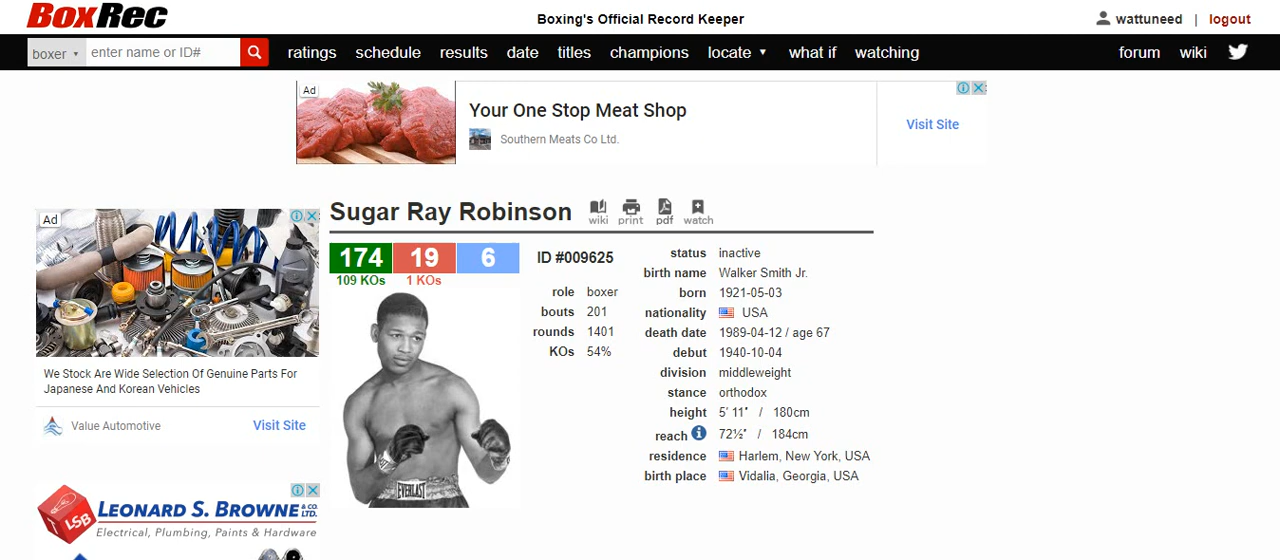 BoxRec
Boxing's Official Record Keeper
wattuneed | logout
boxer ▾ enter name or ID#
ratings schedule results date titles champions locate ▼ what if watching forum wiki
Ad
Your One Stop Meat Shop
Southern Meats Co Ltd.
Visit Site
Ad
We Stock Are Wide Selection Of Genuine Parts For
Japanese And Korean Vehicles
Value Automotive
Visit Site
LSB
LEONARD S. BROWNE & CO. LTD.
Electrical, Plumbing, Paints & Hardware
Sugar Ray Robinson
wiki print pdf watch
174 19 6
109 KOs 1 KOs
EVERLAST
ID #009625
role boxer
bouts 201
rounds 1401
KOs 54%
status inactive
birth name Walker Smith Jr.
born 1921-05-03
nationality USA
death date 1989-04-12 / age 67
debut 1940-10-04
division middleweight
stance orthodox
height 5′ 11″ / 180cm
reach 72½″ / 184cm
residence Harlem, New York, USA
birth place Vidalia, Georgia, USA